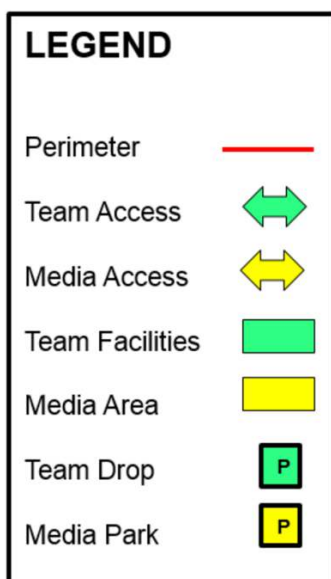 LEGEND
Perimeter
Team Access
Media Access
Team Facilities
Media Area
Team Drop P
Media Park P